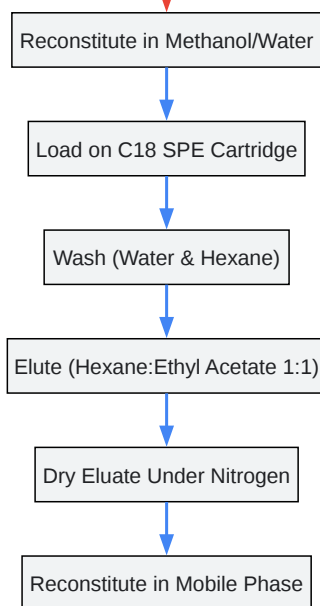 Reconstitute in Methanol/Water
Load on C18 SPE Cartridge
Wash (Water & Hexane)
Elute (Hexane:Ethyl Acetate 1:1)
Dry Eluate Under Nitrogen
Reconstitute in Mobile Phase